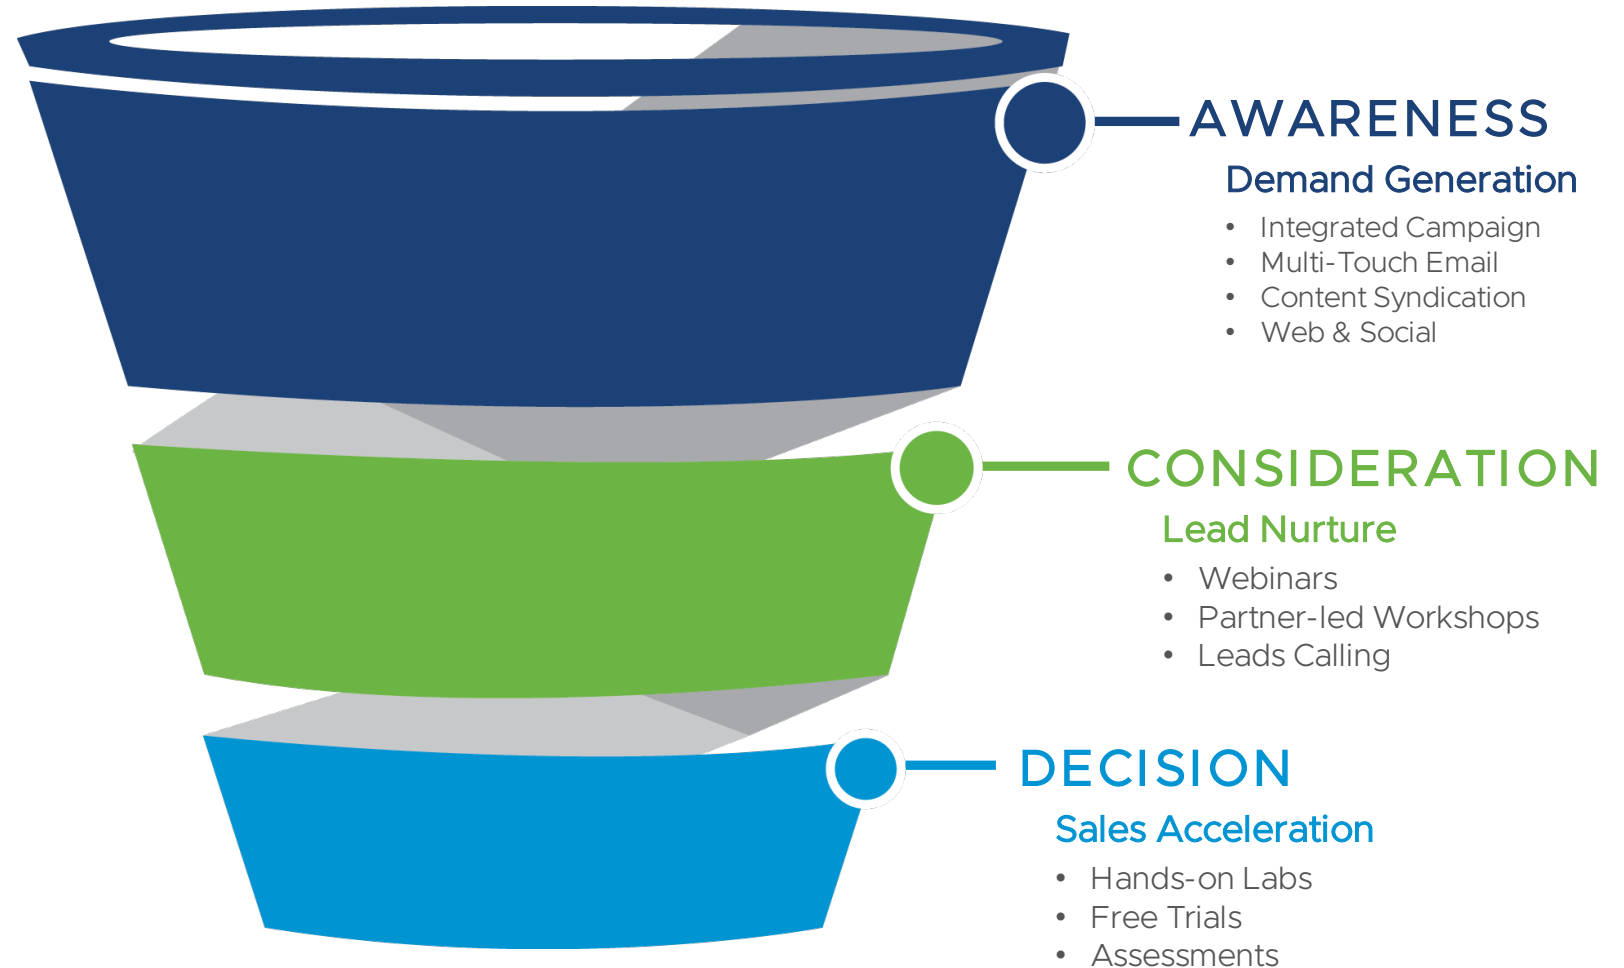 AWARENESS
Demand Generation
• Integrated Campaign
• Multi-Touch Email
• Content Syndication
• Web & Social
CONSIDERATION
Lead Nurture
• Webinars
• Partner-led Workshops
• Leads Calling
DECISION
Sales Acceleration
• Hands-on Labs
• Free Trials
• Assessments